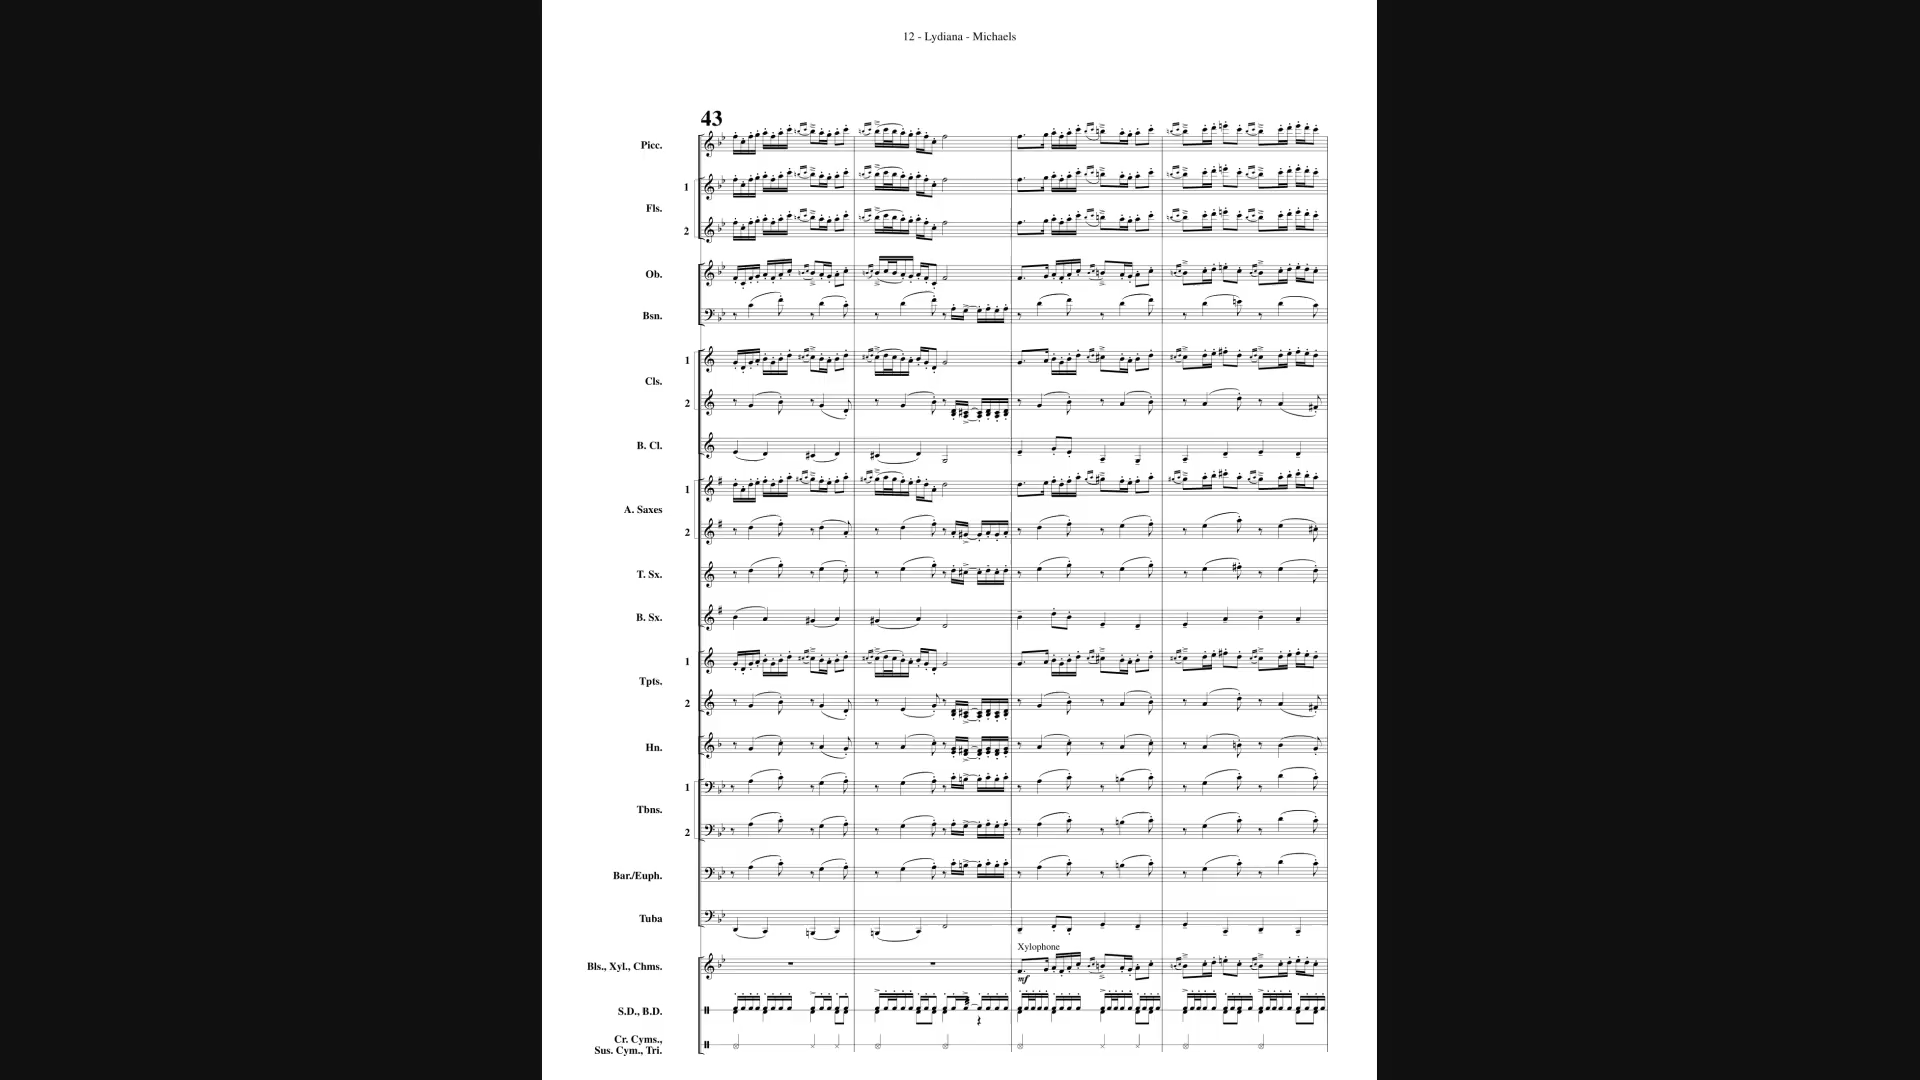 12 - Lydiana - Michaels
43
Picc.
1
Fls.
2
Ob.
Bsn.
1
Cls.
2
B. Cl.
1
A. Saxes
2
T. Sx.
B. Sx.
1
Tpts.
2
Hn.
1
Tbns.
2
Bar./Euph.
Tuba
Xylophone
Bls., Xyl., Chms.
mf
S.D., B.D.
Cr. Cyms.,
Sus. Cym., Tri.